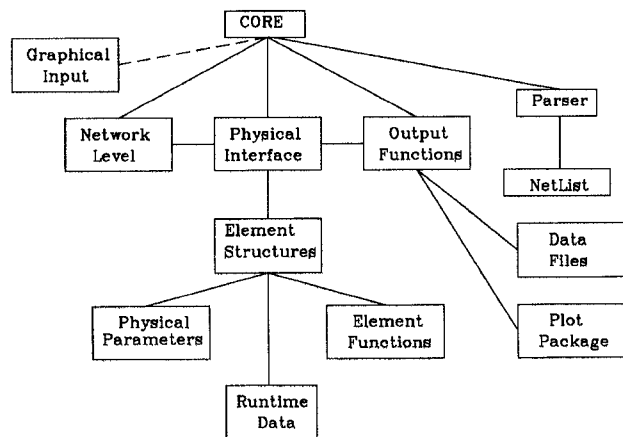 CORE
Graphical
Input
Parser
Network
Level
Physical
Interface
Output
Functions
NetList
Element
Structures
Data
Files
Physical
Parameters
Element
Functions
Plot
Package
Runtime
Data